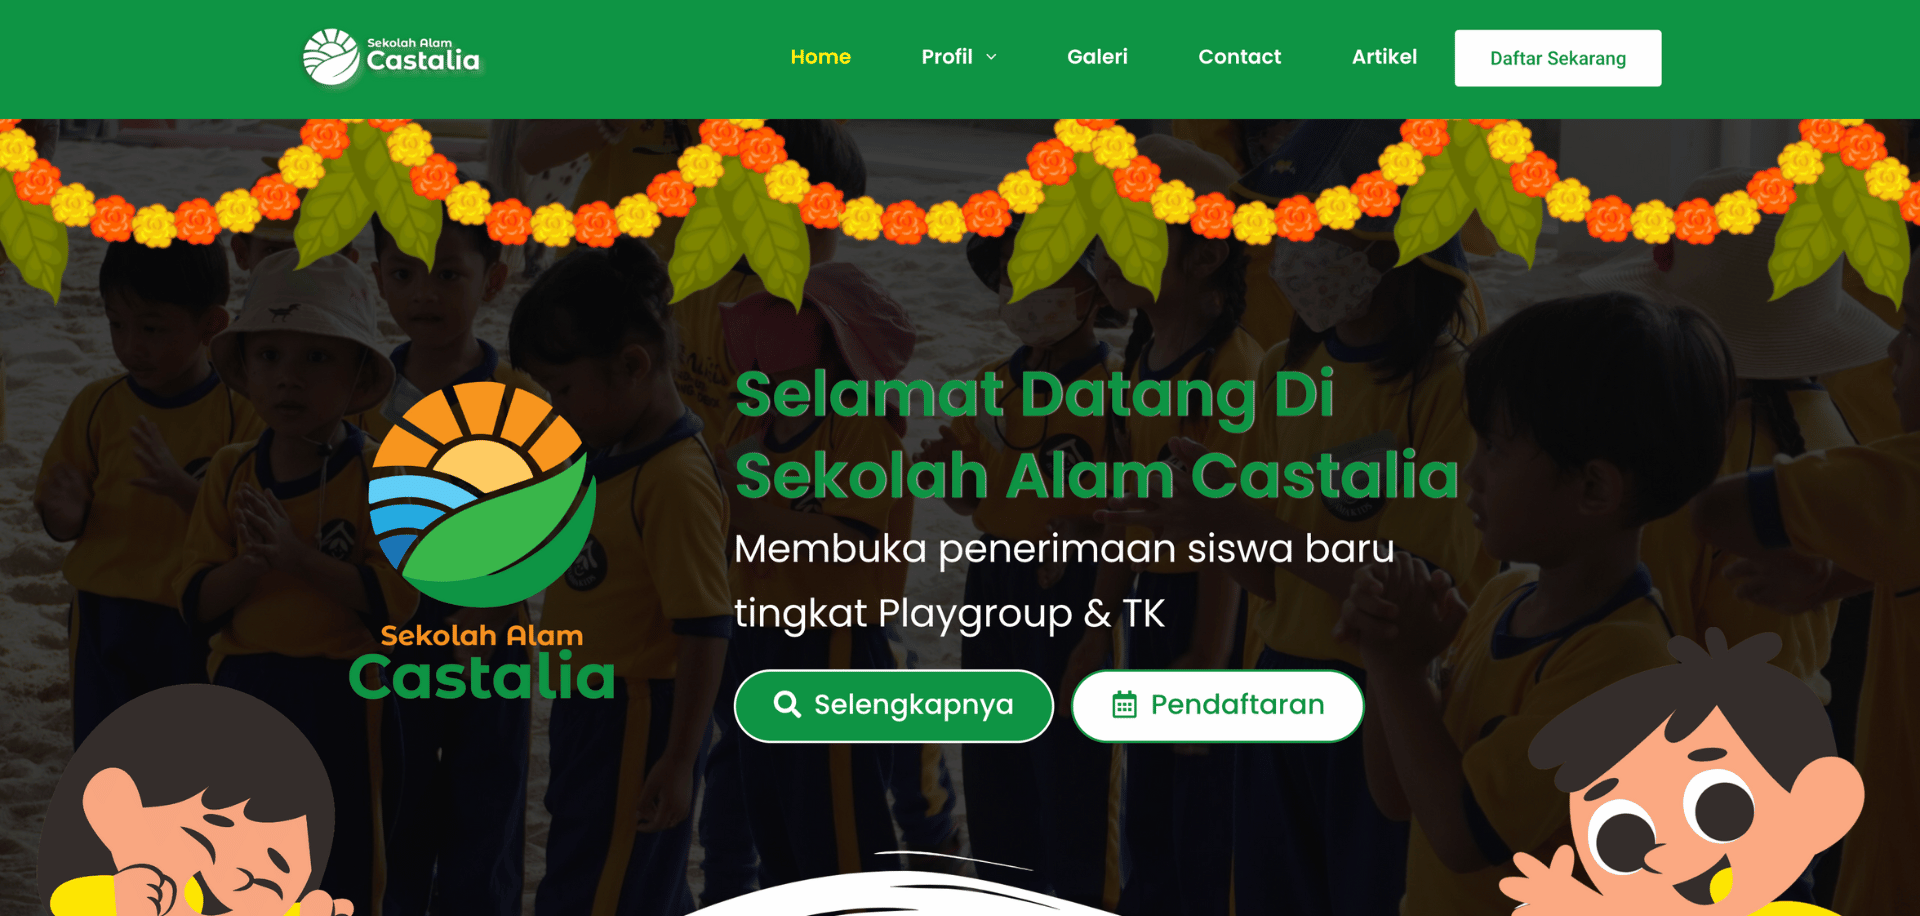 Sekolah Alam
Castalia
Home
Profil
Galeri
Contact
Artikel
Daftar Sekarang
Selamat Datang Di
Sekolah Alam Castalia
Membuka penerimaan siswa baru
tingkat Playgroup & TK
Selengkapnya
Pendaftaran
Sekolah Alam
Castalia